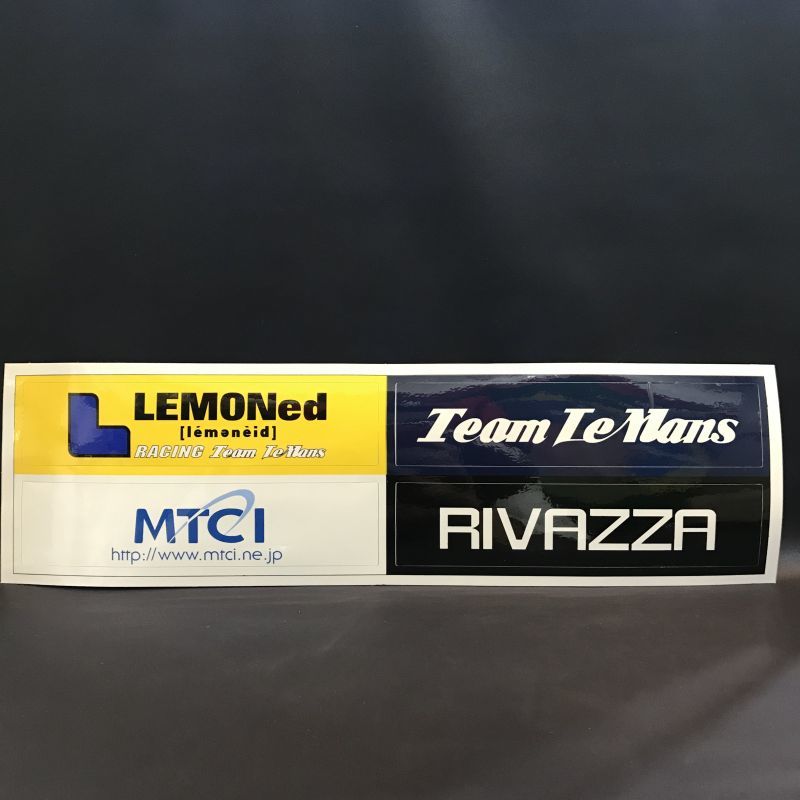 LEMONed
[lémənèid]
RACING Team LeMans
Team LeMans
MTCI
http://www.mtci.ne.jp
RIVAZZA